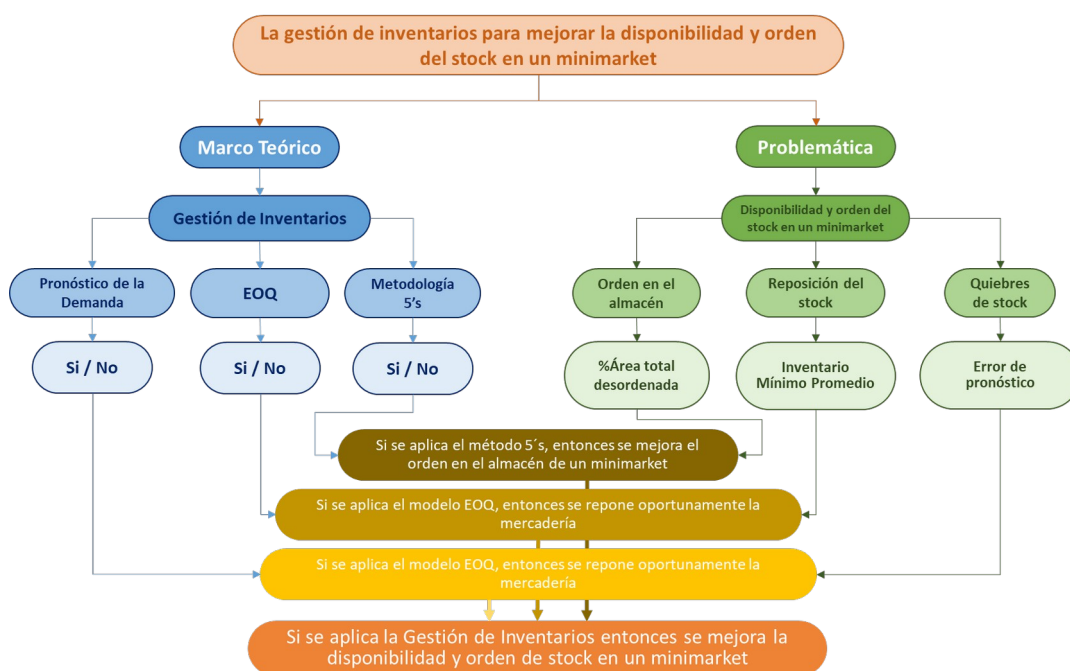 La gestión de inventarios para mejorar la disponibilidad y orden
del stock en un minimarket
Marco Teórico
Problemática
Gestión de Inventarios
Disponibilidad y orden del
stock en un minimarket
Pronóstico de la
Demanda
EOQ
Metodología
5's
Orden en el
almacén
Reposición del
stock
Quiebres
de stock
Si / No
Si / No
Si / No
%Área total
desordenada
Inventario
Mínimo Promedio
Error de
pronóstico
Si se aplica el método 5´s, entonces se mejora el
orden en el almacén de un minimarket
Si se aplica el modelo EOQ, entonces se repone oportunamente la
mercadería
Si se aplica el modelo EOQ, entonces se repone oportunamente la
mercadería
Si se aplica la Gestión de Inventarios entonces se mejora la
disponibilidad y orden de stock en un minimarket